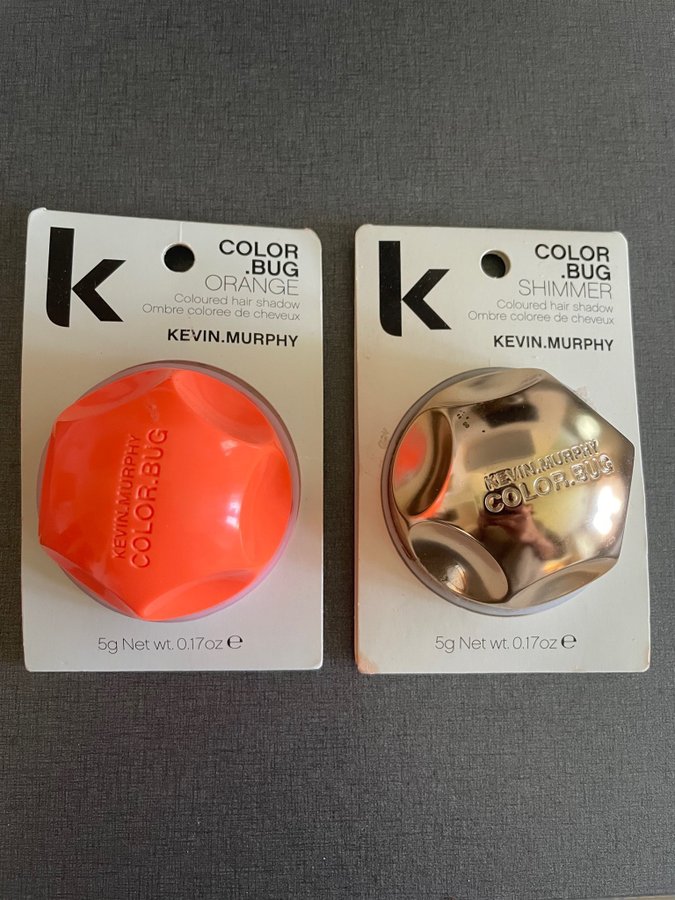 k
COLOR
.BUG
ORANGE
Coloured hair shadow
Ombre coloree de cheveux
KEVIN.MURPHY
KEVIN.MURPHY
COLOR.BUG
5g Net wt. 0.17oz ℮
k
COLOR
.BUG
SHIMMER
Coloured hair shadow
Ombre coloree de cheveux
KEVIN.MURPHY
KEVIN.MURPHY
COLOR.BUG
5g Net wt. 0.17oz ℮